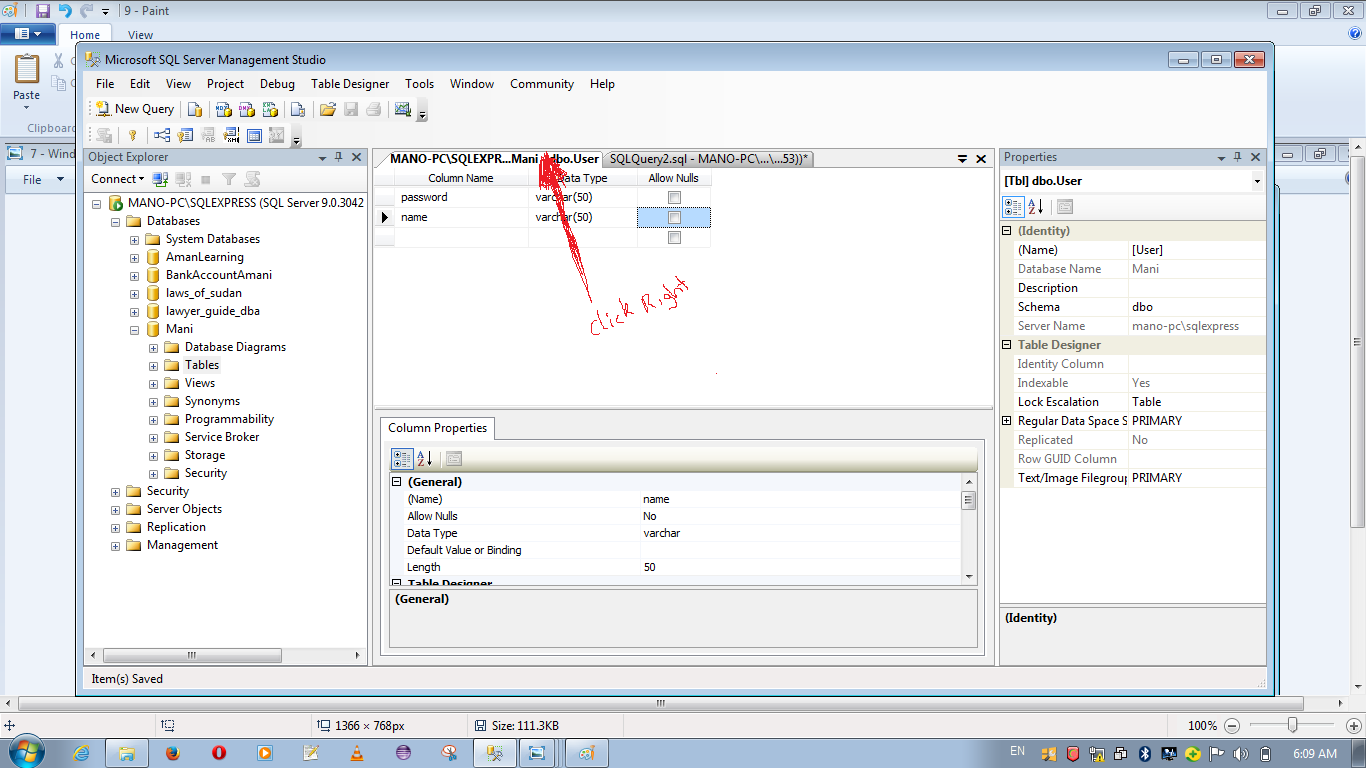 9 - Paint
Home View
Paste
Clipboard
7 - Wind
File
Microsoft SQL Server Management Studio
File Edit View Project Debug Table Designer Tools Window Community Help
New Query
Object Explorer
Connect
MANO-PC\SQLEXPRESS (SQL Server 9.0.3042
Databases
System Databases
AmanLearning
BankAccountAmani
laws_of_sudan
lawyer_guide_dba
Mani
Database Diagrams
Tables
Views
Synonyms
Programmability
Service Broker
Storage
Security
Security
Server Objects
Replication
Management
MANO-PC\SQLEXPR...Mani dbo.User SQLQuery2.sql - MANO-PC\...\...53))*
Column Name Data Type Allow Nulls
password varchar(50)
name varchar(50)
click Right
Column Properties
(General)
(Name) name
Allow Nulls No
Data Type varchar
Default Value or Binding
Length 50
Table Designer
(General)
Properties
[Tbl] dbo.User
(Identity)
(Name) [User]
Database Name Mani
Description
Schema dbo
Server Name mano-pc\sqlexpress
Table Designer
Identity Column
Indexable Yes
Lock Escalation Table
Regular Data Space S PRIMARY
Replicated No
Row GUID Column
Text/Image Filegroup PRIMARY
(Identity)
Item(s) Saved
1366 × 768px Size: 111.3KB 100%
EN 6:09 AM